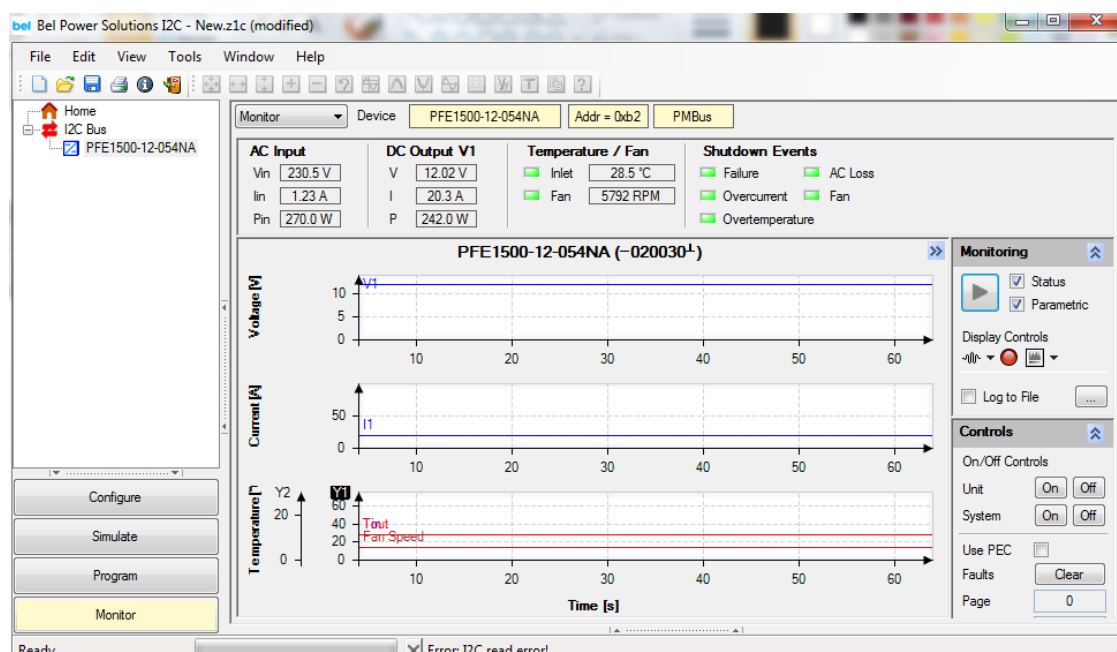 bel Bel Power Solutions I2C - New.z1c (modified)
File Edit View Tools Window Help
Home
I2C Bus
PFE1500-12-054NA
Monitor Device PFE1500-12-054NA Addr = 0xb2 PMBus
AC Input DC Output V1 Temperature / Fan Shutdown Events
Vin 230.5 V V 12.02 V Inlet 28.5 °C Failure AC Loss
Iin 1.23 A I 20.3 A Fan 5792 RPM Overcurrent Fan
Pin 270.0 W P 242.0 W Overtemperature
PFE1500-12-054NA (-020030┴)
Voltage [V]
V1
10
5
0
10 20 30 40 50 60
Current [A]
50
I1
0
10 20 30 40 50 60
Temperature [
Y2 Y1
60
20 40
20
0 0
Fan Speed
10 20 30 40 50 60
Time [s]
Monitoring
Status
Parametric
Display Controls
Log to File ...
Controls
On/Off Controls
Unit On Off
System On Off
Use PEC
Faults Clear
Page 0
Configure
Simulate
Program
Monitor
Ready Error: I2C read error!